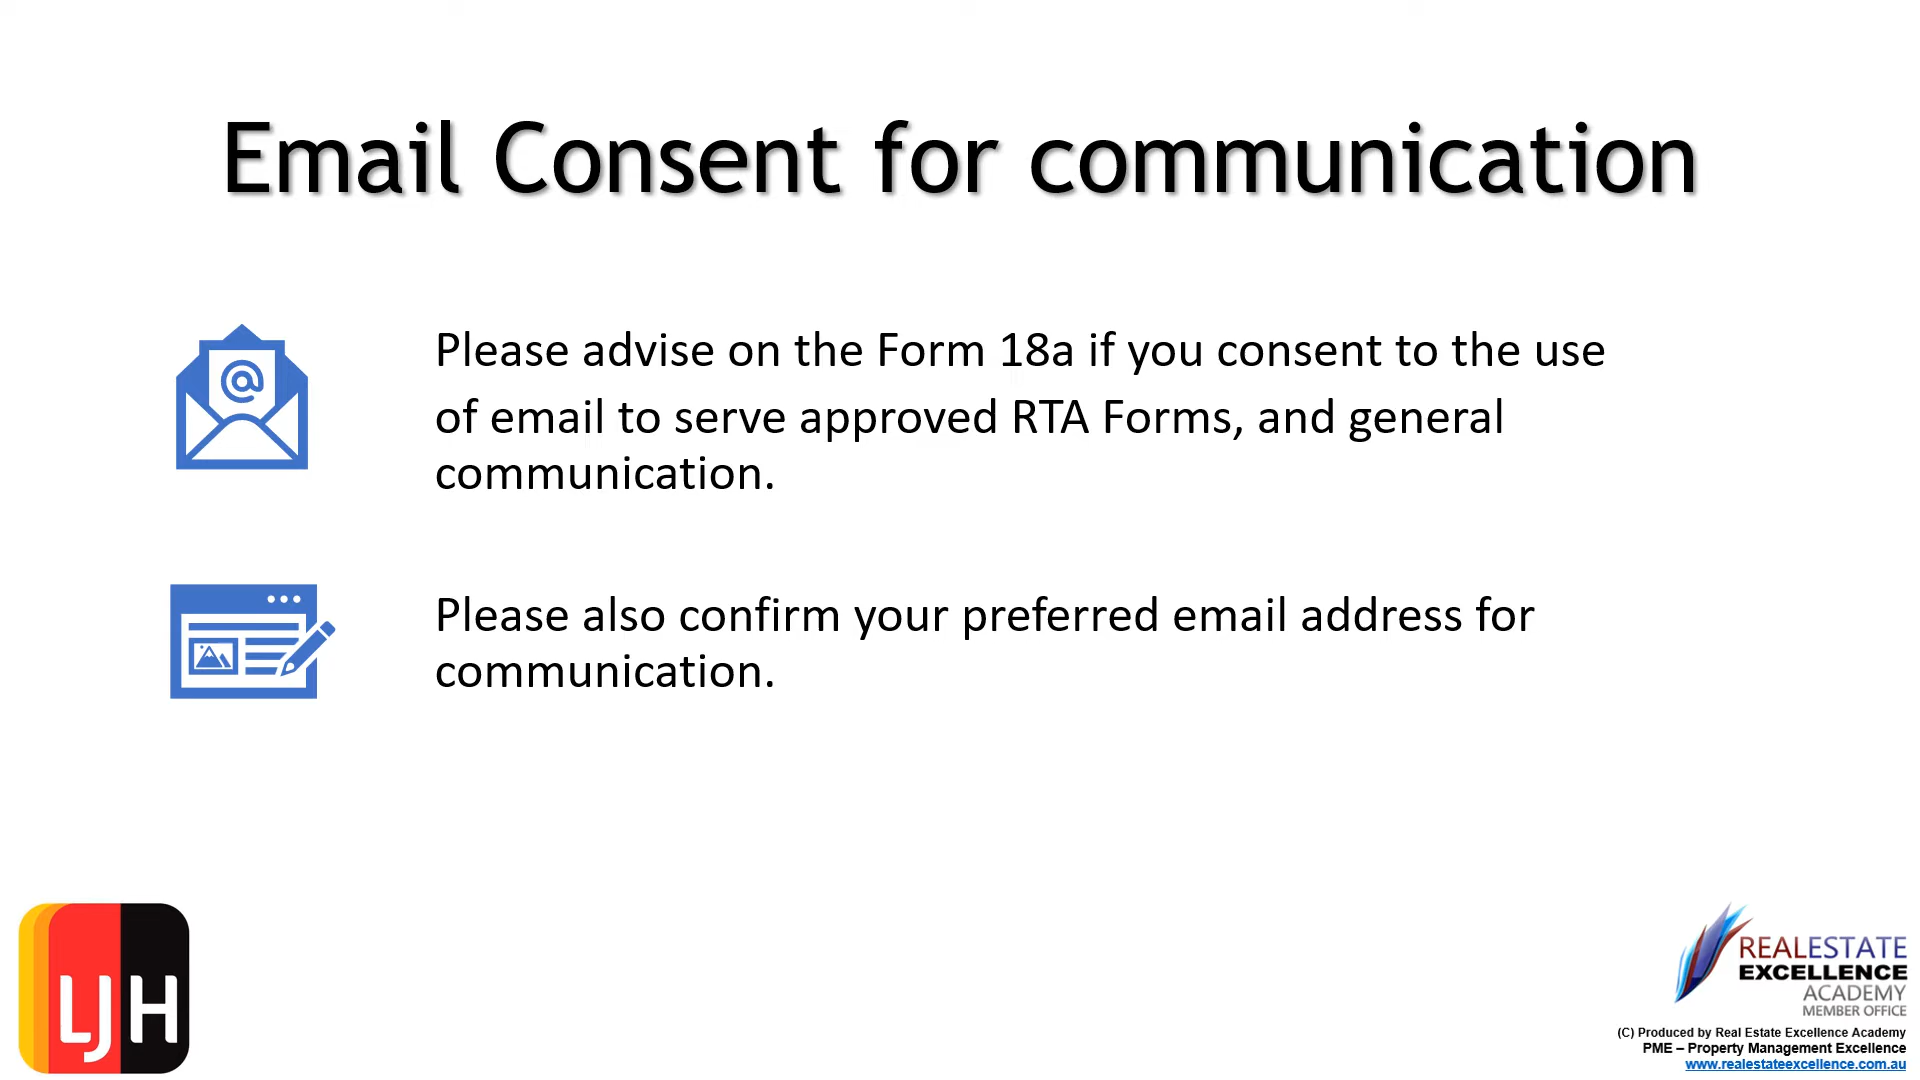 Email Consent for communication
Please advise on the Form 18a if you consent to the use
of email to serve approved RTA Forms, and general
communication.
Please also confirm your preferred email address for
communication.
LJH
REALESTATE
EXCELLENCE
ACADEMY
MEMBER OFFICE
(C) Produced by Real Estate Excellence Academy
PME – Property Management Excellence
www.realestateexcellence.com.au